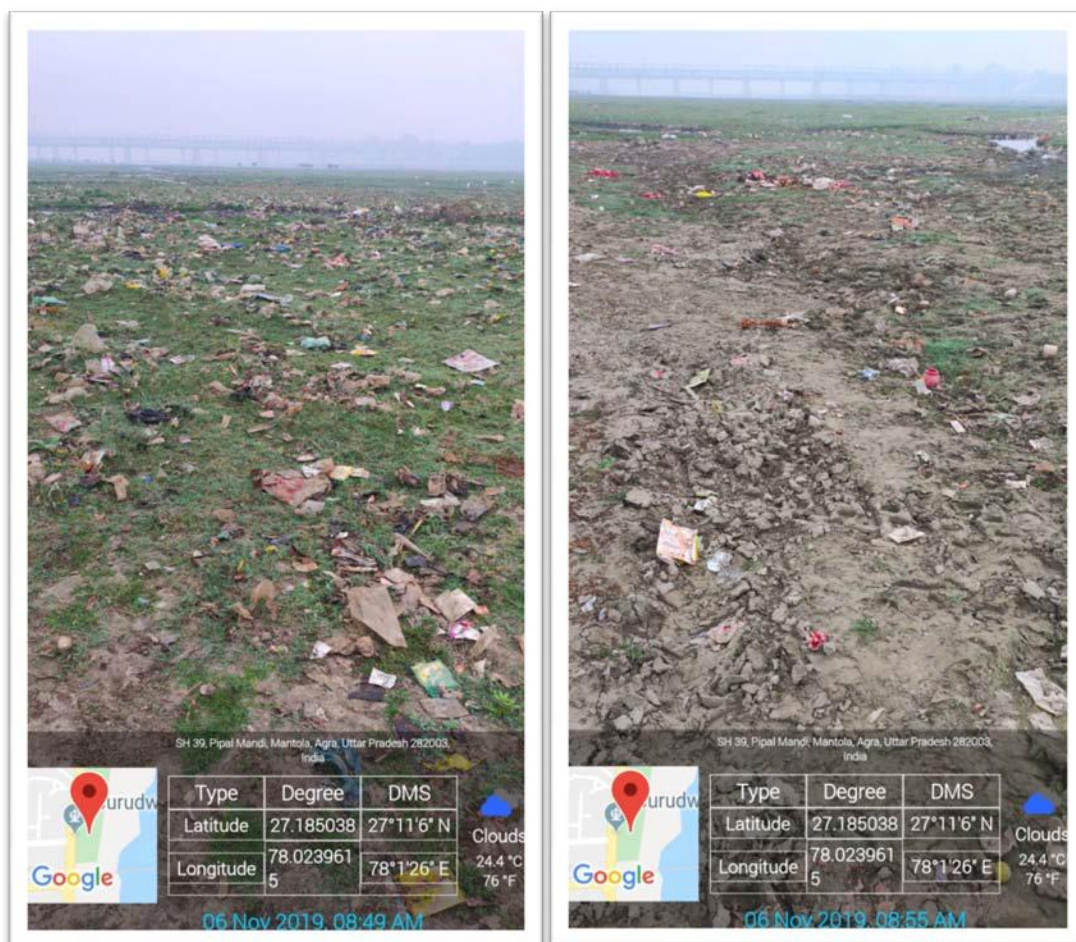 SH 39, Pipal Mandi, Mantola, Agra, Uttar Pradesh 282003,
India
Type Degree DMS
Latitude 27.185038 27°11'6" N
Longitude 78.023961 78°1'26" E
5
urudw
Google
Clouds
24.4 °C
76 °F
06 Nov 2019, 08:49 AM
SH 39, Pipal Mandi, Mantola, Agra, Uttar Pradesh 282003,
India
Type Degree DMS
Latitude 27.185038 27°11'6" N
Longitude 78.023961 78°1'26" E
5
urudw
Google
Clouds
24.4 °C
76 °F
06 Nov 2019, 08:55 AM